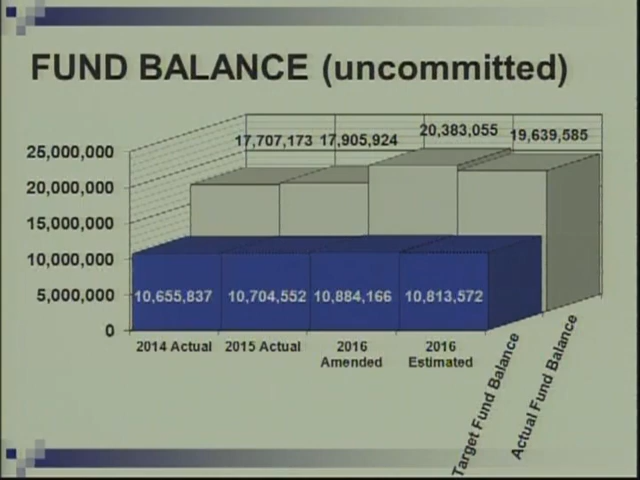 FUND BALANCE (uncommitted)
17,707,173 17,905,924 20,383,055 19,639,585
25,000,000
20,000,000
15,000,000
10,000,000
5,000,000
0
10,655,837 10,704,552 10,884,166 10,813,572
2014 Actual 2015 Actual 2016 Amended 2016 Estimated
Target Fund Balance
Actual Fund Balance